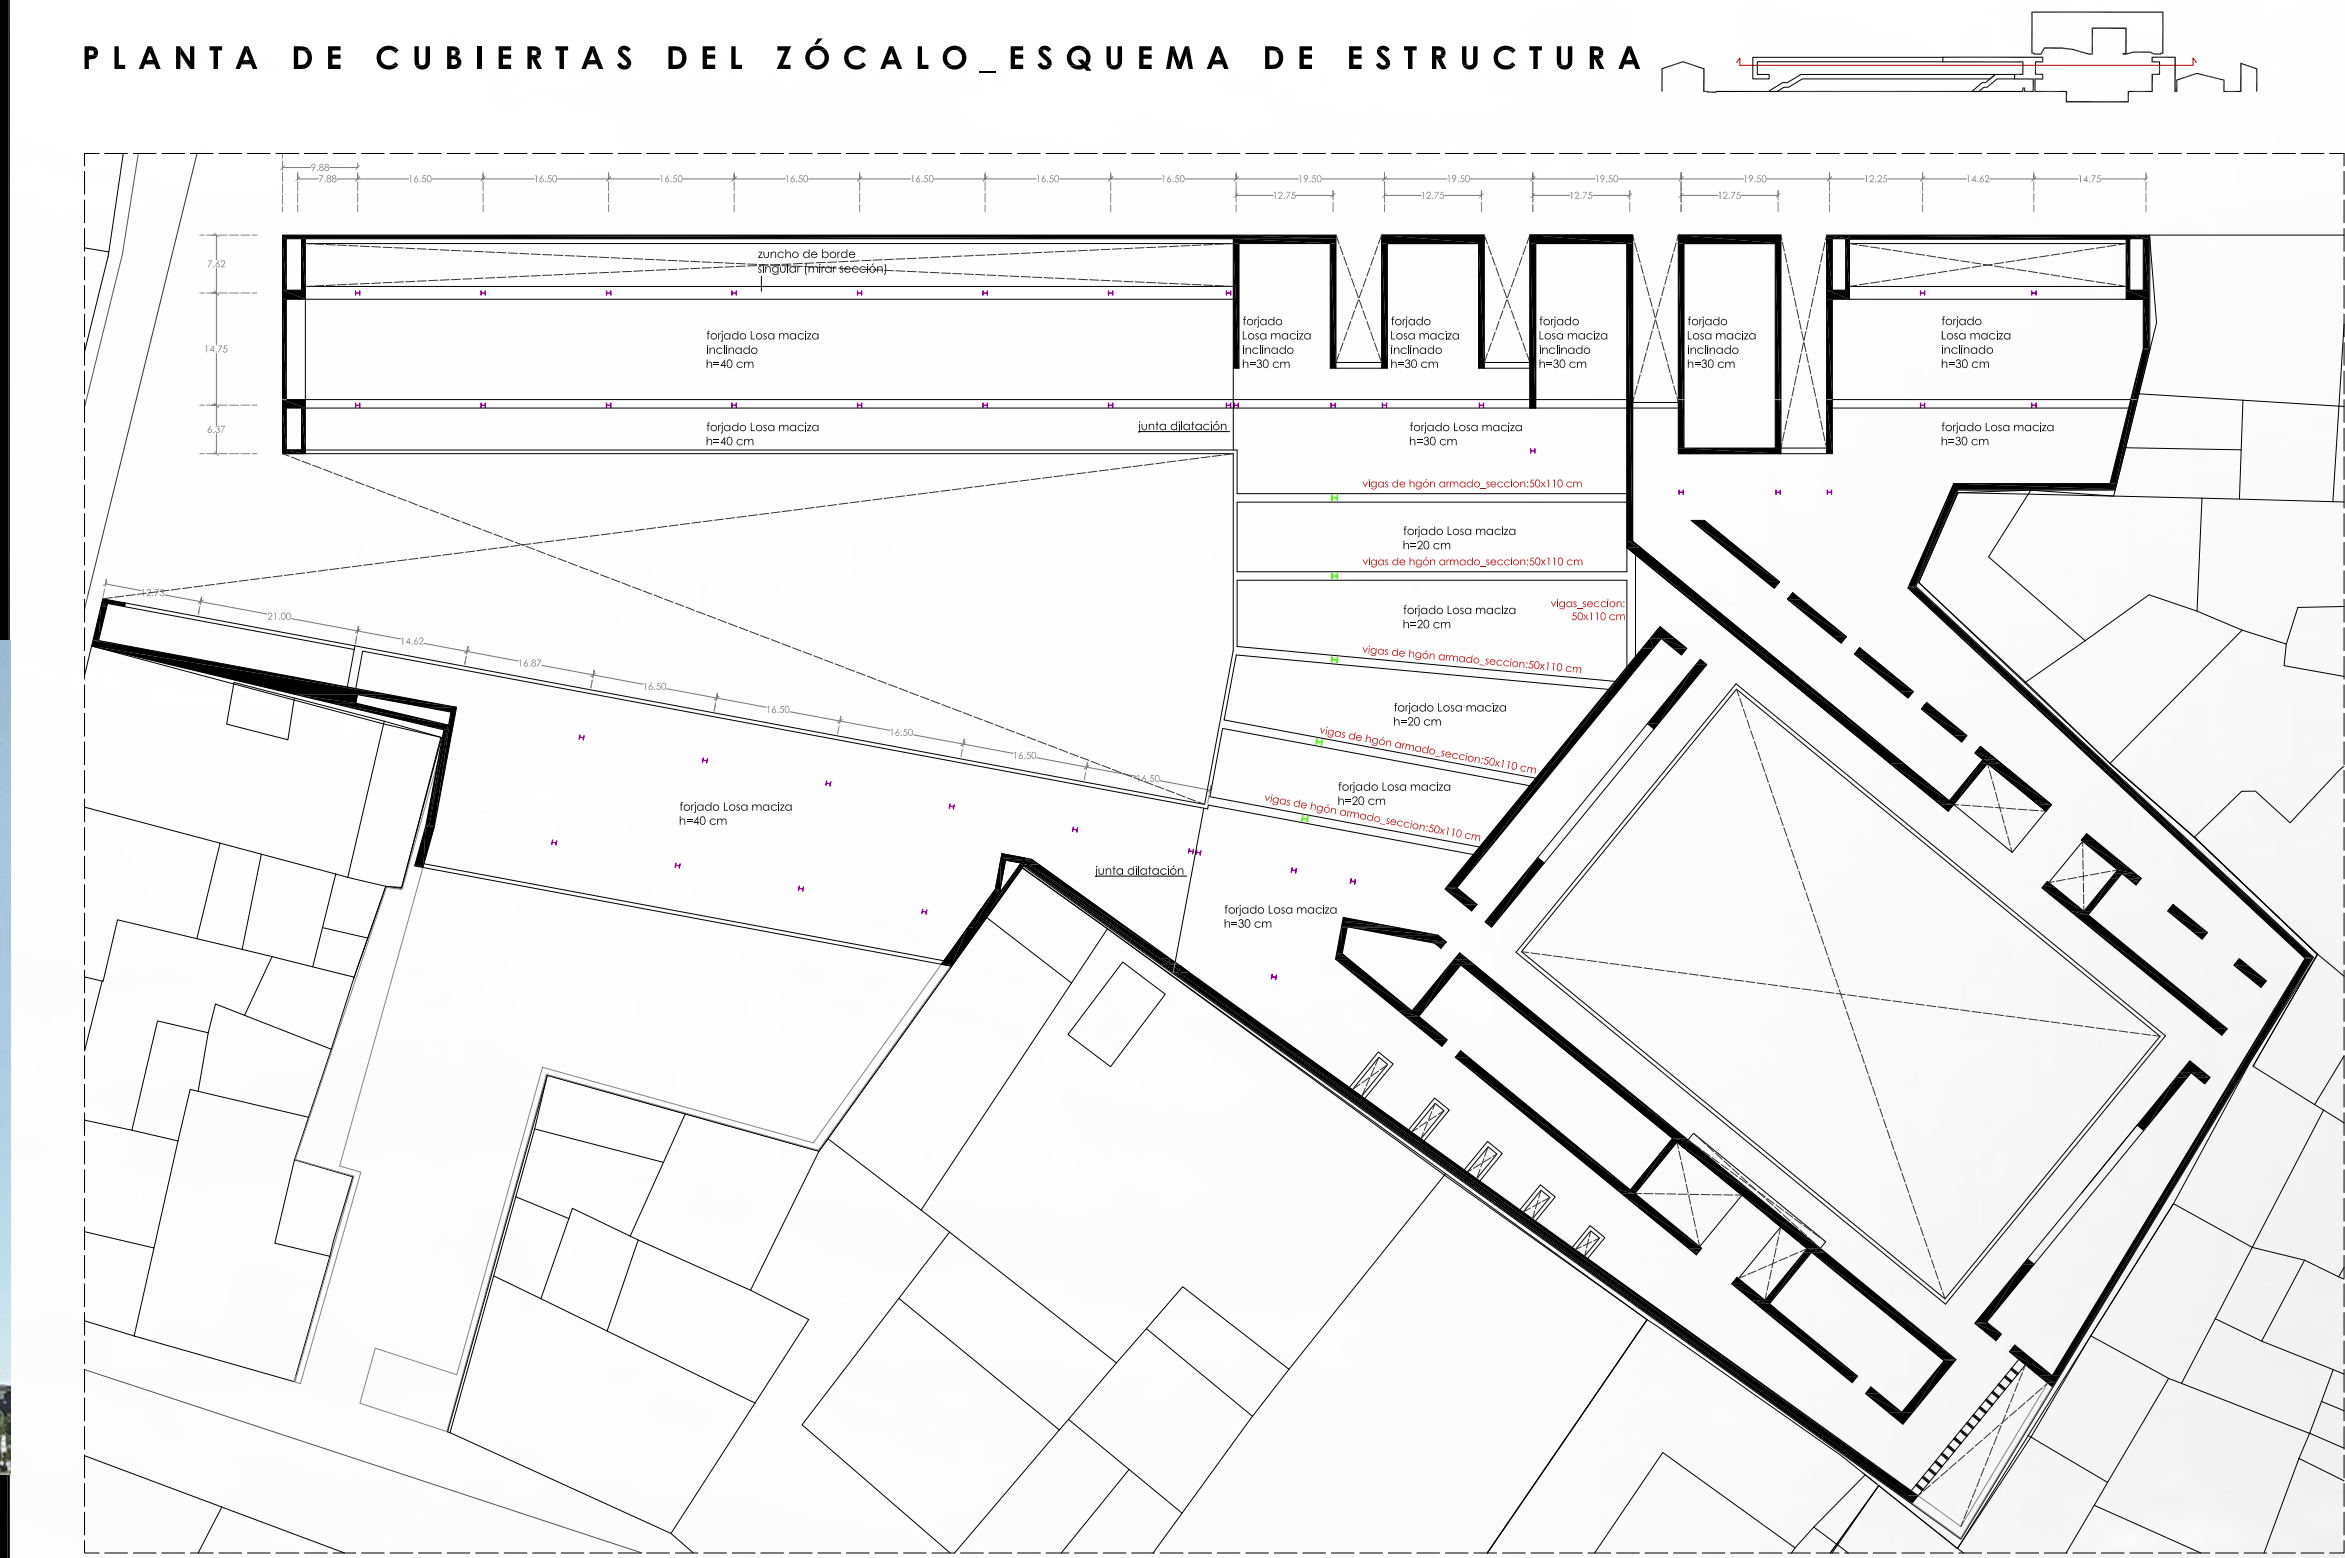 PLANTA DE CUBIERTAS DEL ZÓCALO_ESQUEMA DE ESTRUCTURA
9.88
7.88
16.50
16.50
16.50
16.50
16.50
16.50
16.50
19.50
19.50
19.50
19.50
12.25
14.62
14.75
12.75
12.75
12.75
12.75
7.62
14.75
6.37
zuncho de borde
singular (mirar sección)
forjado Losa maciza
inclinado
h=40 cm
forjado
Losa maciza
inclinado
h=30 cm
forjado
Losa maciza
inclinado
h=30 cm
forjado
Losa maciza
inclinado
h=30 cm
forjado
Losa maciza
inclinado
h=30 cm
forjado
Losa maciza
inclinado
h=30 cm
forjado Losa maciza
h=40 cm
junta dilatación
forjado Losa maciza
h=30 cm
forjado Losa maciza
h=30 cm
vigas de hgón armado_seccion:50x110 cm
forjado Losa maciza
h=20 cm
vigas de hgón armado_seccion:50x110 cm
forjado Losa maciza
h=20 cm
vigas_seccion:
50x110 cm
vigas de hgón armado_seccion:50x110 cm
forjado Losa maciza
h=20 cm
vigas de hgón armado_seccion:50x110 cm
forjado Losa maciza
h=20 cm
vigas de hgón armado_seccion:50x110 cm
12.75
21.00
14.62
16.87
16.50
16.50
16.50
16.50
16.50
forjado Losa maciza
h=40 cm
junta dilatación
forjado Losa maciza
h=30 cm